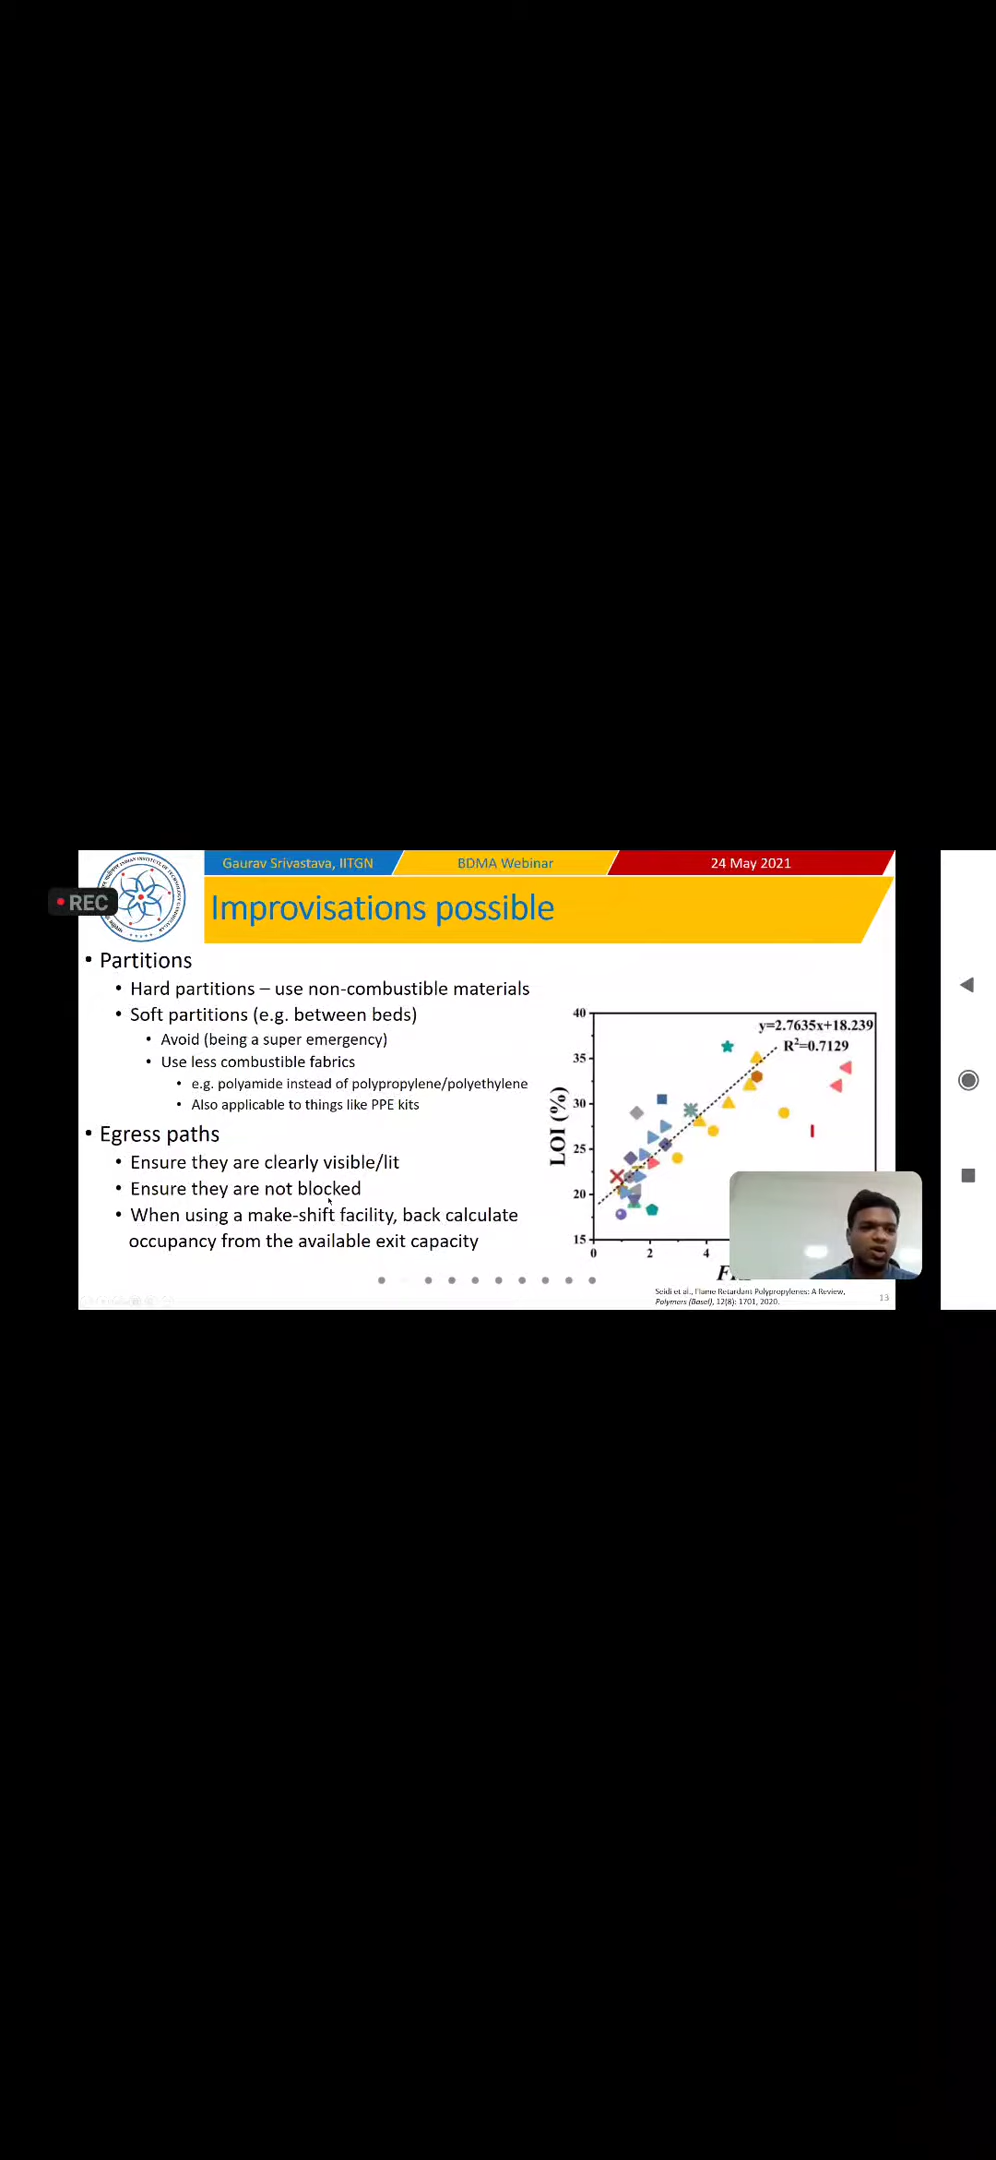 Gaurav Srivastava, IITGN
BDMA Webinar
24 May 2021
REC
Improvisations possible
• Partitions
• Hard partitions – use non-combustible materials
• Soft partitions (e.g. between beds)
• Avoid (being a super emergency)
• Use less combustible fabrics
• e.g. polyamide instead of polypropylene/polyethylene
• Also applicable to things like PPE kits
• Egress paths
• Ensure they are clearly visible/lit
• Ensure they are not blocked
• When using a make-shift facility, back calculate
occupancy from the available exit capacity
y=2.7635x+18.239
R²=0.7129
LOI (%)
40
35
30
25
20
15
0 2 4
Seidi et al., Flame Retardant Polypropylenes: A Review,
Polymers (Basel), 12(8): 1701, 2020.
13